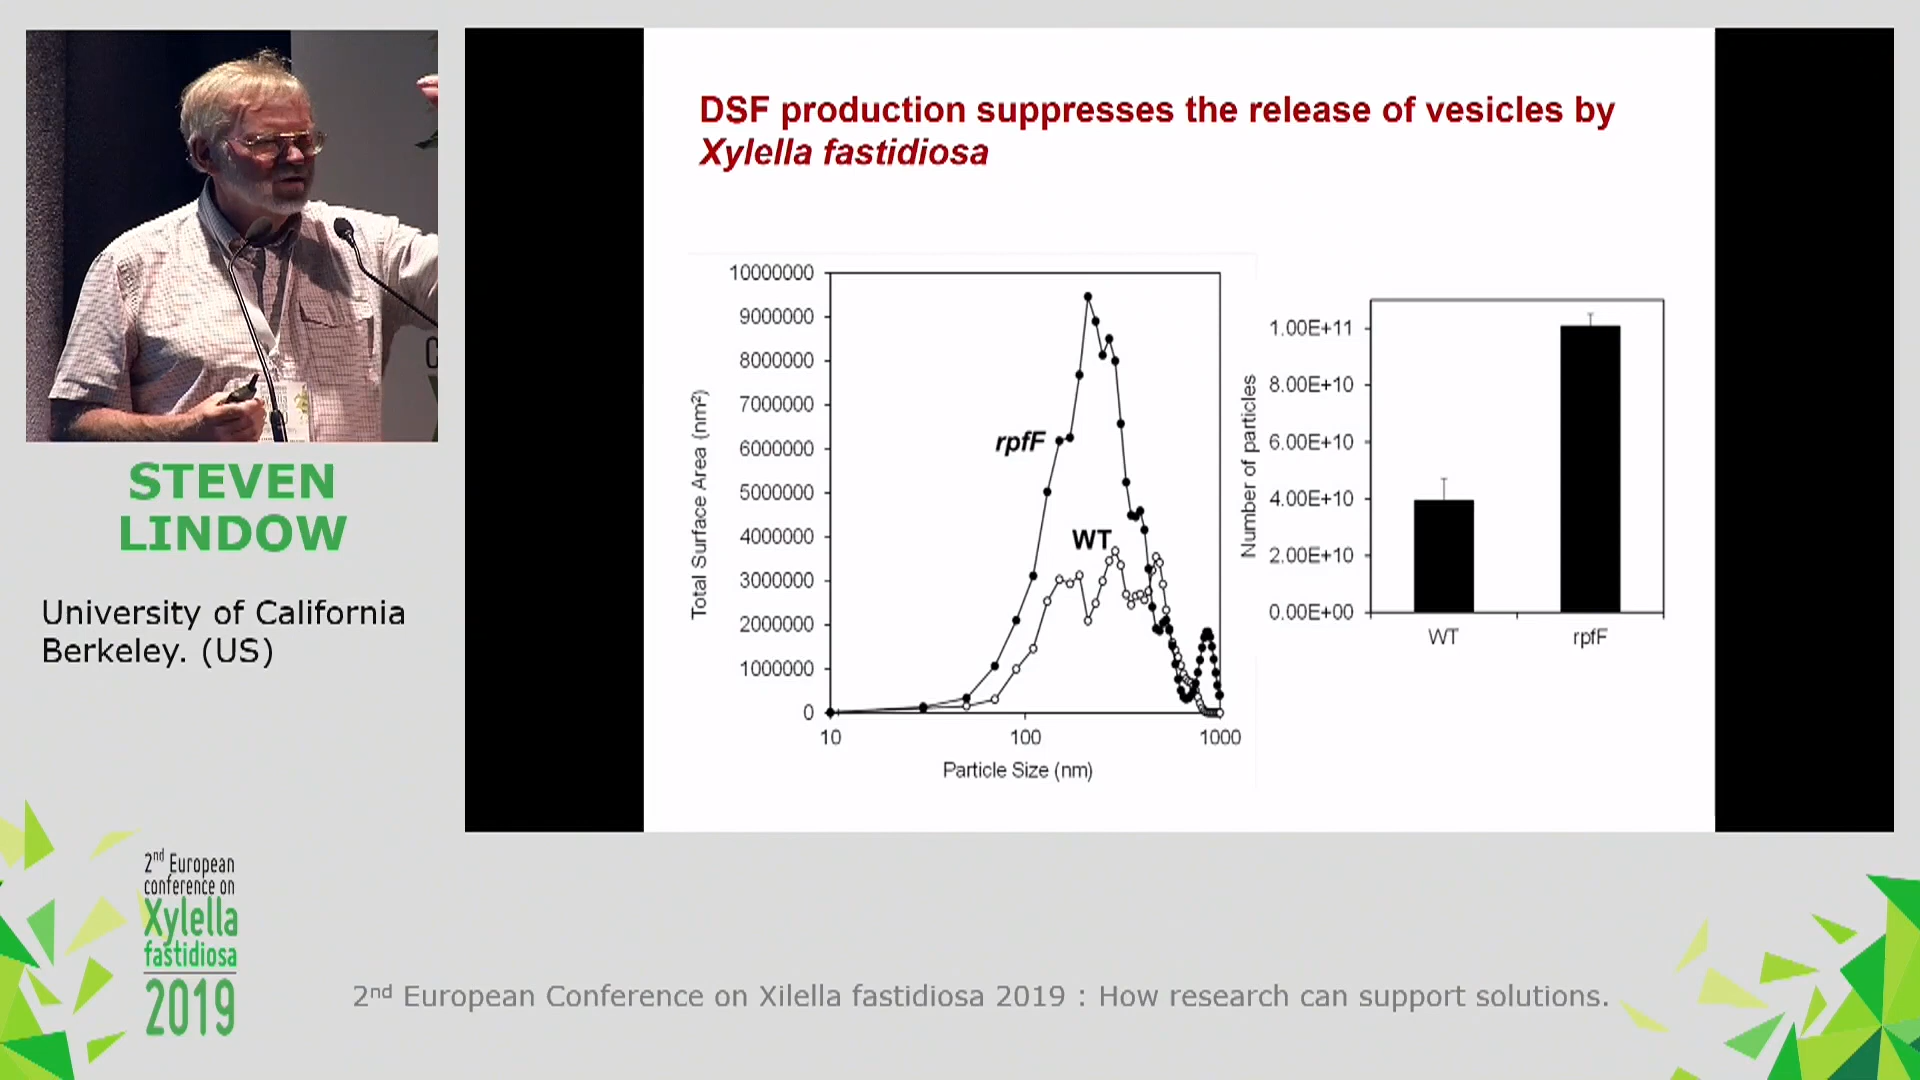 DSF production suppresses the release of vesicles by
Xylella fastidiosa
10000000
9000000
8000000
7000000
6000000
5000000
4000000
3000000
2000000
1000000
0
Total Surface Area (nm²)
rpfF
WT
10
100
1000
Particle Size (nm)
1.00E+11
8.00E+10
6.00E+10
4.00E+10
2.00E+10
0.00E+00
Number of particles
WT
rpfF
STEVEN
LINDOW
University of California
Berkeley. (US)
2nd European
conference on
Xylella
fastidiosa
2019
2nd European Conference on Xilella fastidiosa 2019 : How research can support solutions.